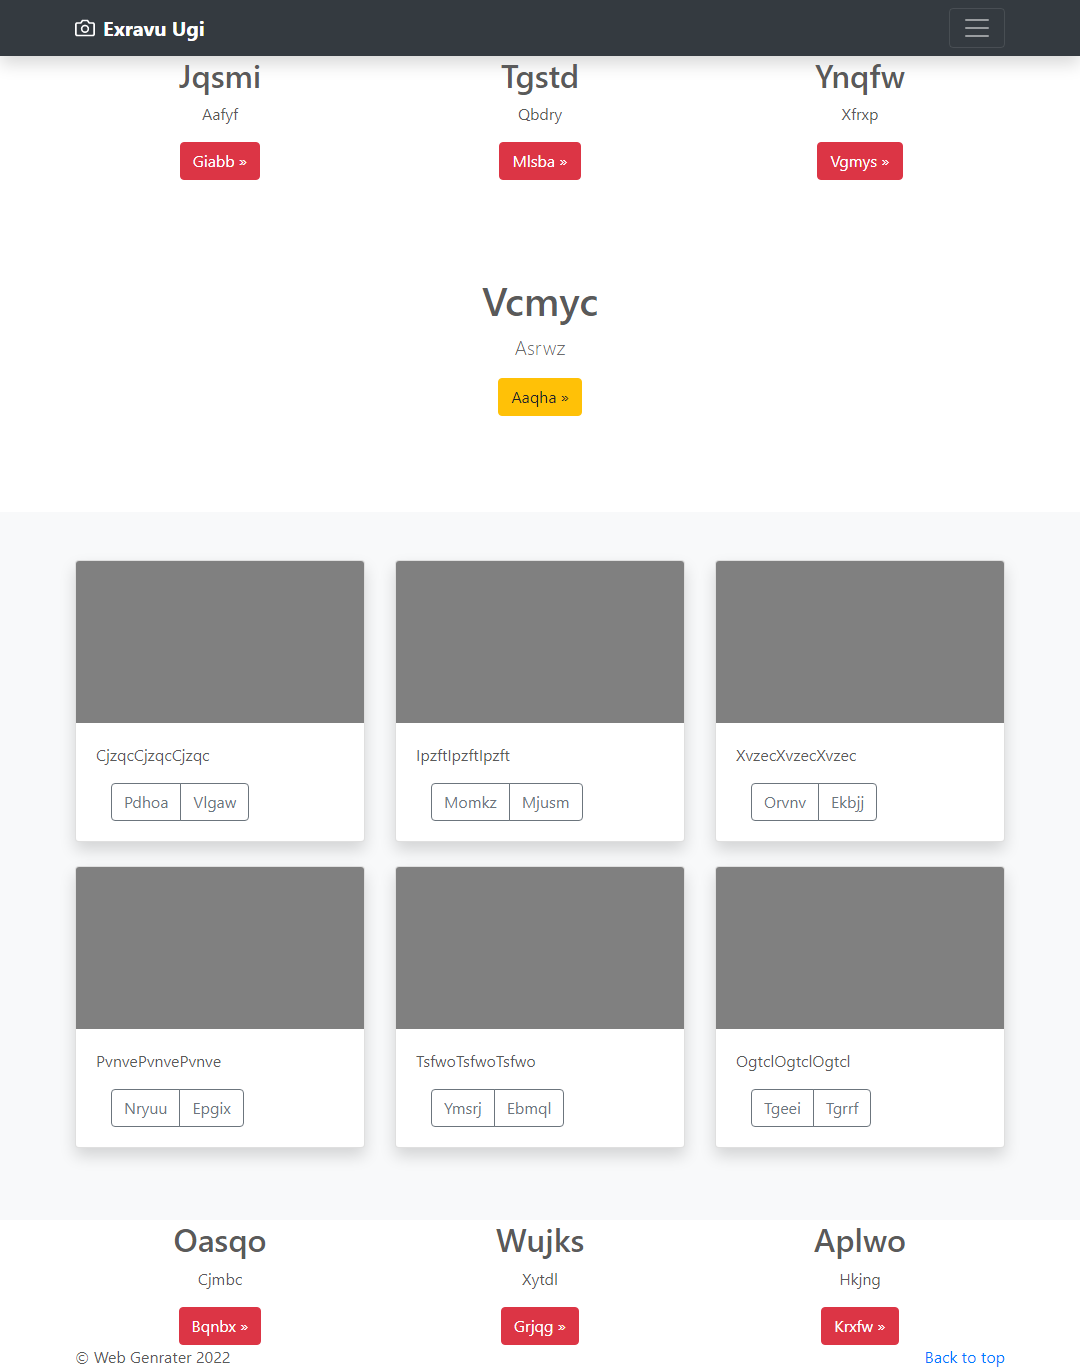 Exravu Ugi
Jqsmi
Aafyf
Giabb »
Tgstd
Qbdry
Mlsba »
Ynqfw
Xfrxp
Vgmys »
Vcmyc
Asrwz
Aaqha »
CjzqcCjzqcCjzqc
Pdhoa Vlgaw
IpzftIpzftIpzft
Momkz Mjusm
XvzecXvzecXvzec
Orvnv Ekbjj
PvnvePvnvePvnve
Nryuu Epgix
TsfwoTsfwoTsfwo
Ymsrj Ebmql
OgtclOgtclOgtcl
Tgeei Tgrrf
Oasqo
Cjmbc
Bqnbx »
Wujks
Xytdl
Grjqg »
Aplwo
Hkjng
Krxfw »
© Web Genrater 2022
Back to top